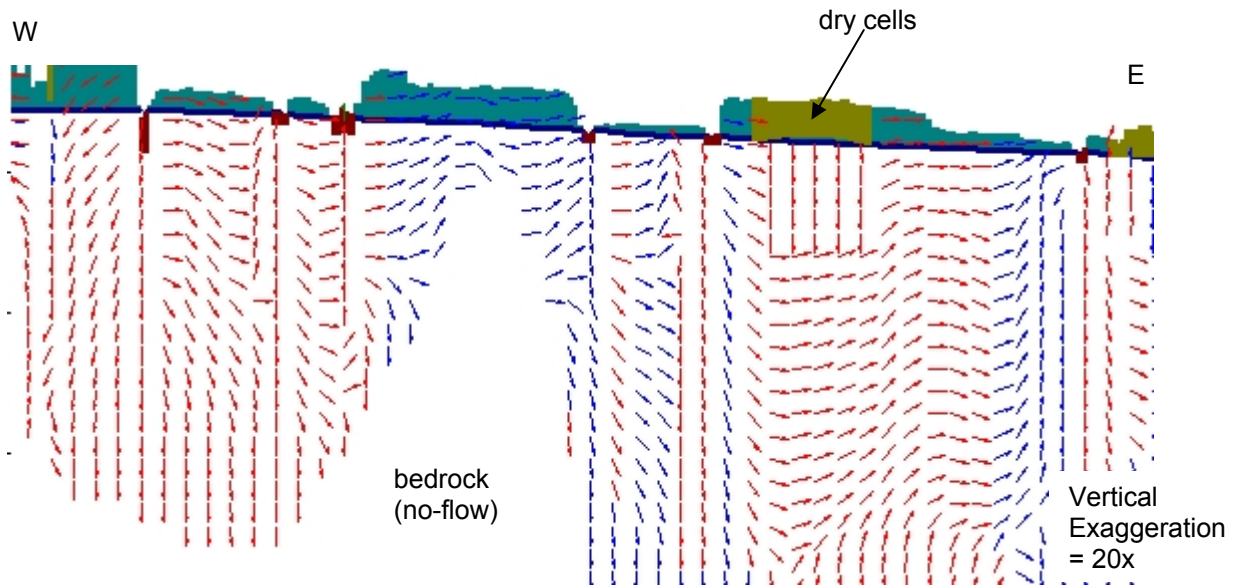 W
dry cells
E
bedrock
(no-flow)
Vertical
Exaggeration
= 20x